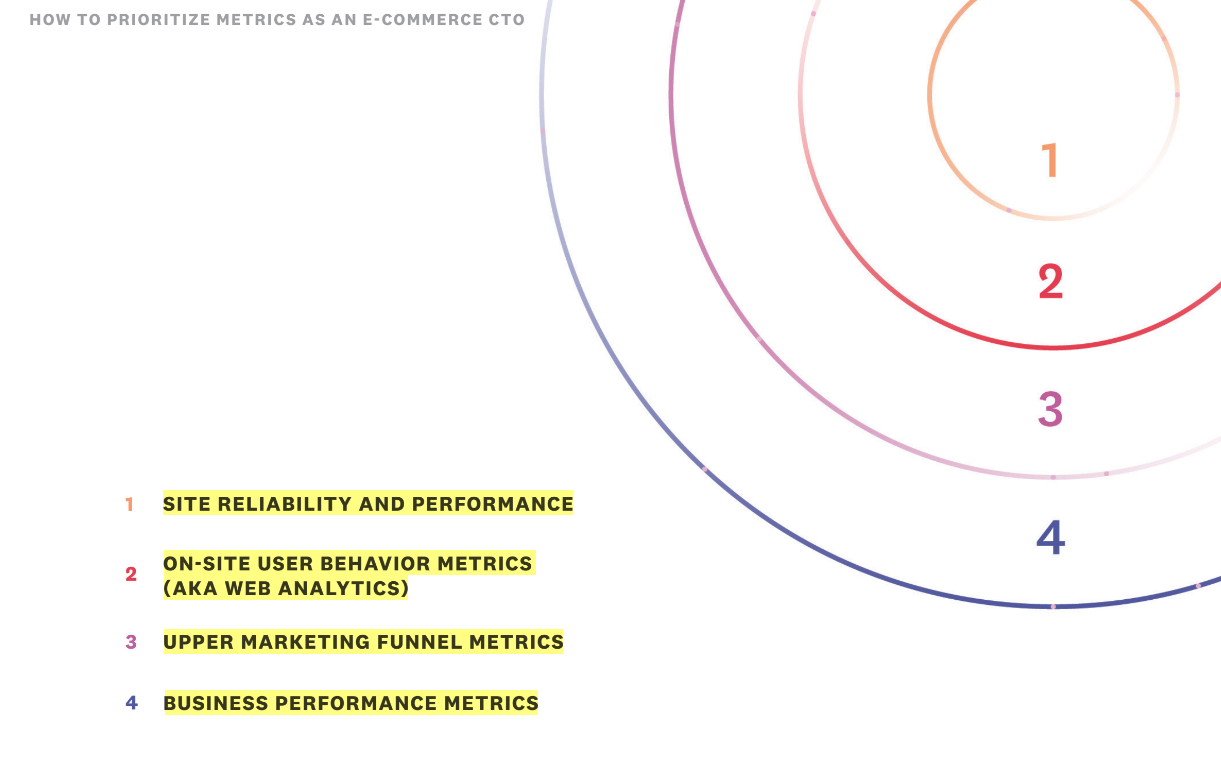 HOW TO PRIORITIZE METRICS AS AN E-COMMERCE CTO
1
2
3
4
1 SITE RELIABILITY AND PERFORMANCE
2 ON-SITE USER BEHAVIOR METRICS
(AKA WEB ANALYTICS)
3 UPPER MARKETING FUNNEL METRICS
4 BUSINESS PERFORMANCE METRICS